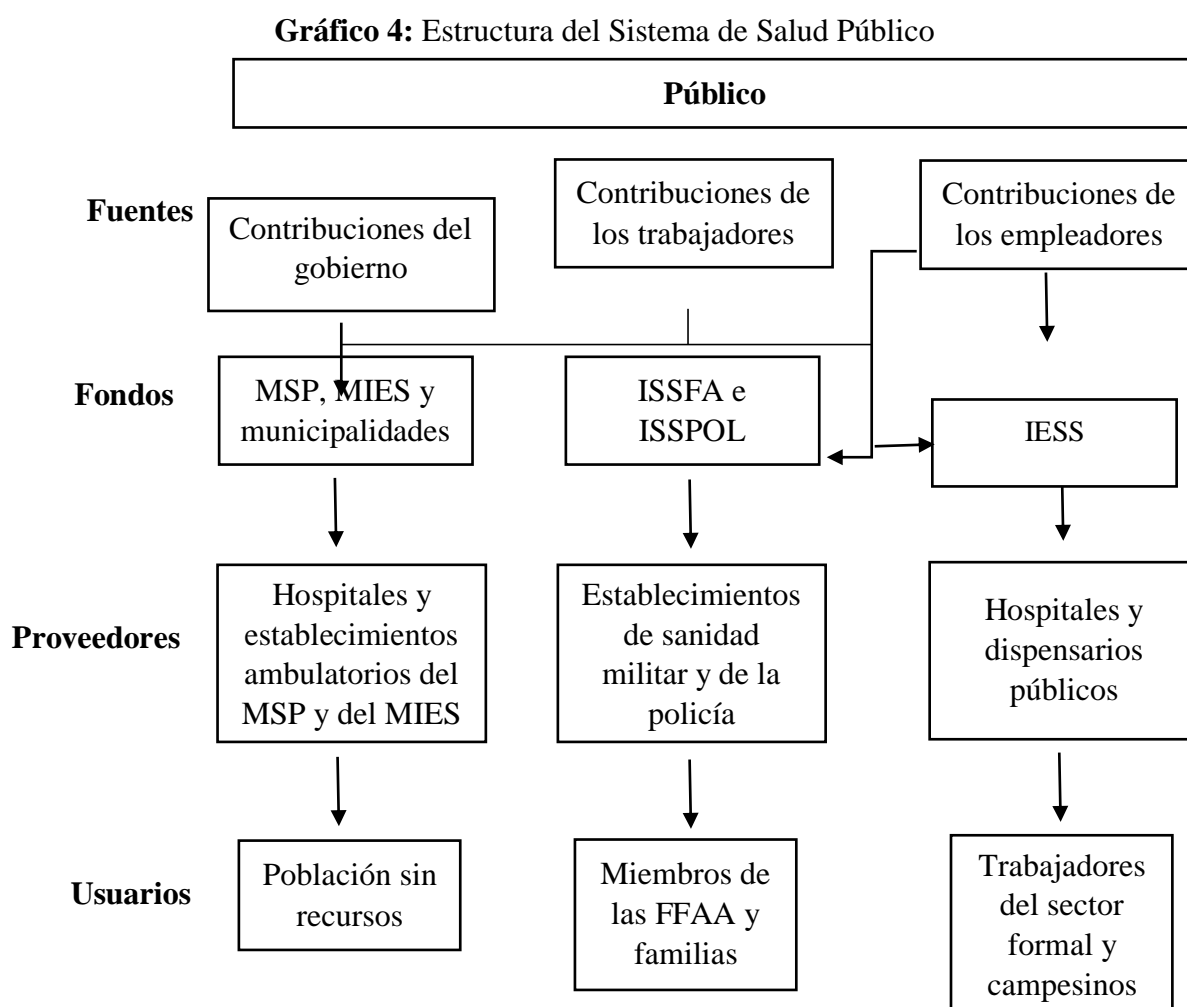 Gráfico 4: Estructura del Sistema de Salud Público
Público
Fuentes
Contribuciones del
gobierno
Contribuciones de
los trabajadores
Contribuciones de
los empleadores
Fondos
MSP, MIES y
municipalidades
ISSFA e
ISSPOL
IESS
Proveedores
Hospitales y
establecimientos
ambulatorios del
MSP y del MIES
Establecimientos
de sanidad
militar y de la
policía
Hospitales y
dispensarios
públicos
Usuarios
Población sin
recursos
Miembros de
las FFAA y
familias
Trabajadores
del sector
formal y
campesinos